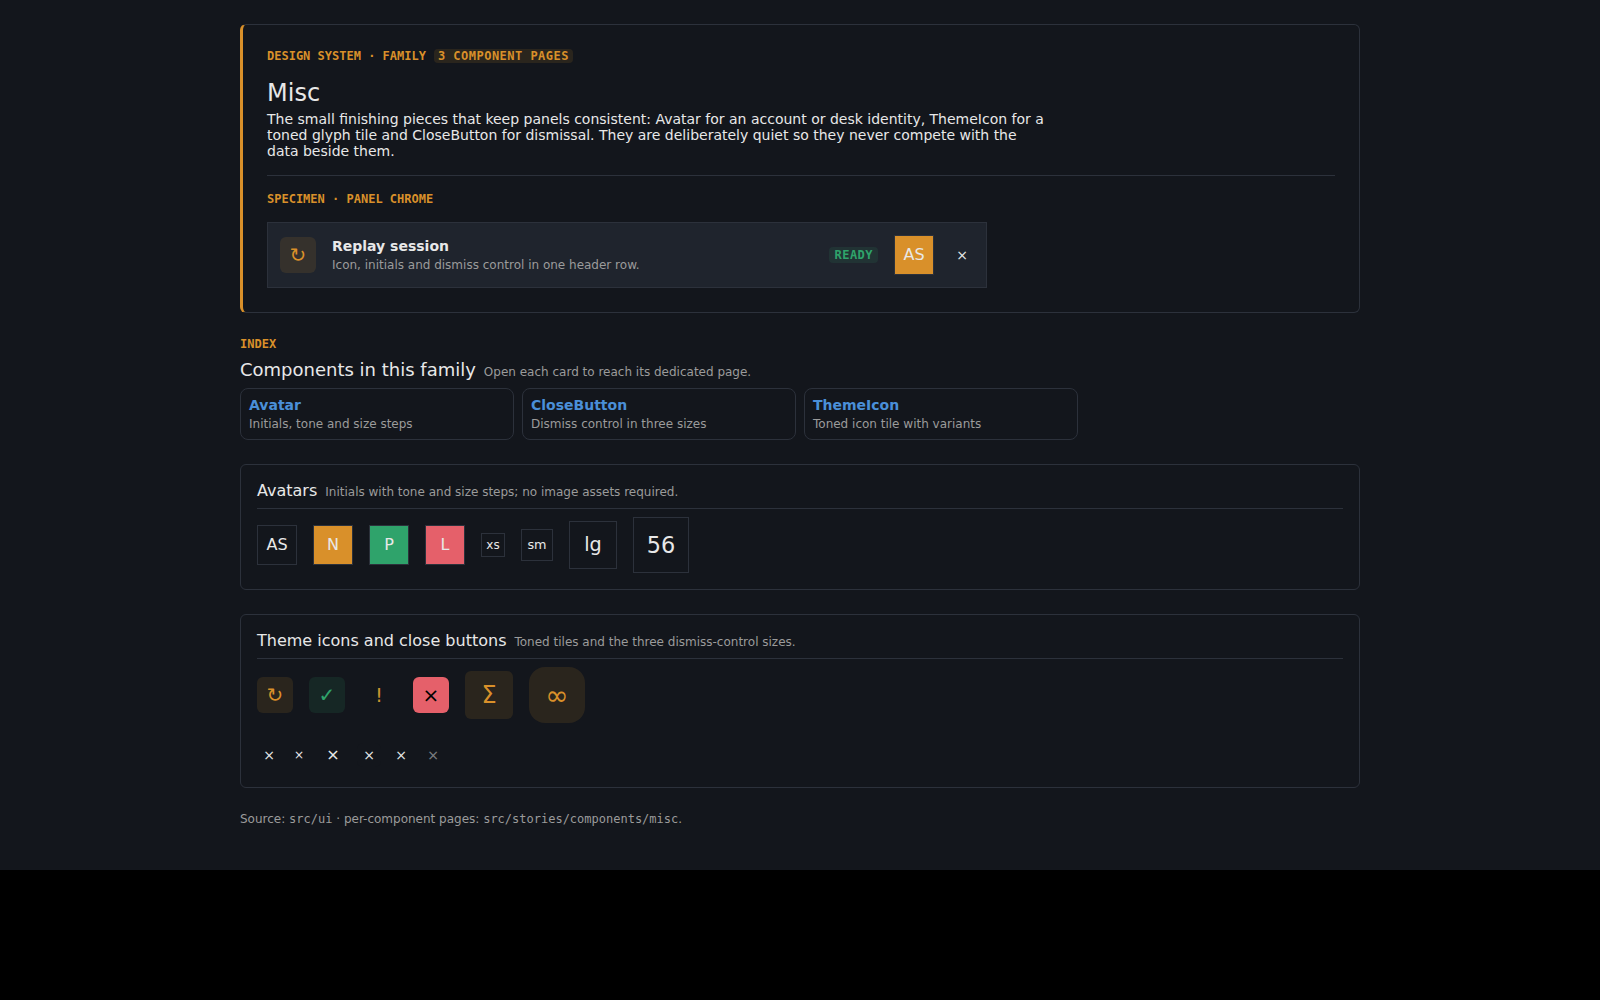 DESIGN SYSTEM · FAMILY 3 COMPONENT PAGES
Misc
The small finishing pieces that keep panels consistent: Avatar for an account or desk identity, ThemeIcon for a
toned glyph tile and CloseButton for dismissal. They are deliberately quiet so they never compete with the
data beside them.
SPECIMEN · PANEL CHROME
↻ Replay session READY AS ×
Icon, initials and dismiss control in one header row.
INDEX
Components in this family Open each card to reach its dedicated page.
Avatar CloseButton ThemeIcon
Initials, tone and size steps Dismiss control in three sizes Toned icon tile with variants
Avatars Initials with tone and size steps; no image assets required.
AS N P L xs sm lg 56
Theme icons and close buttons Toned tiles and the three dismiss-control sizes.
↻ ✓ ! × Σ ∞
× × × × × ×
Source: src/ui · per-component pages: src/stories/components/misc.